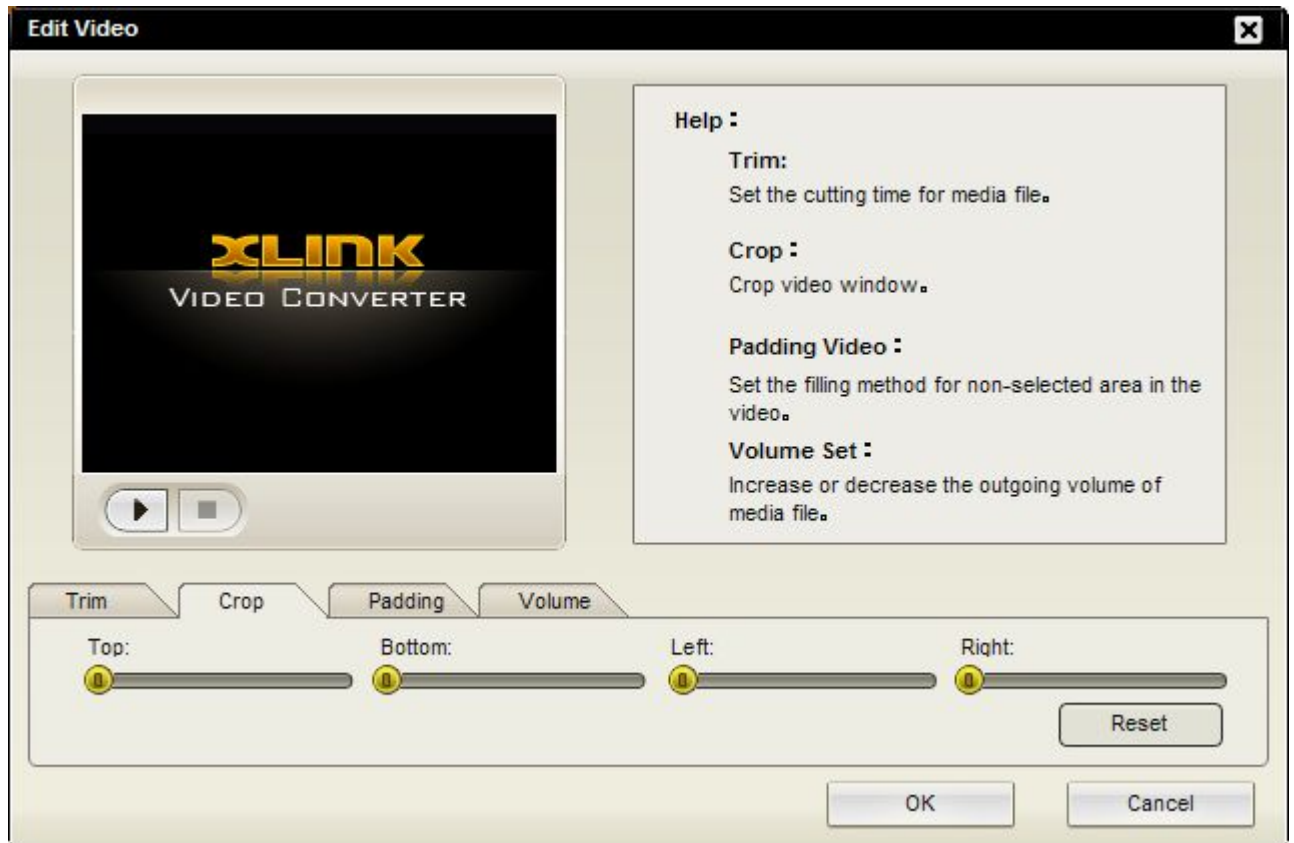 Edit Video
XLINK
VIDEO CONVERTER
Help：
Trim:
Set the cutting time for media file。
Crop：
Crop video window。
Padding Video：
Set the filling method for non-selected area in the
video。
Volume Set：
Increase or decrease the outgoing volume of
media file。
Trim Crop Padding Volume
Top: Bottom: Left: Right:
Reset
OK Cancel